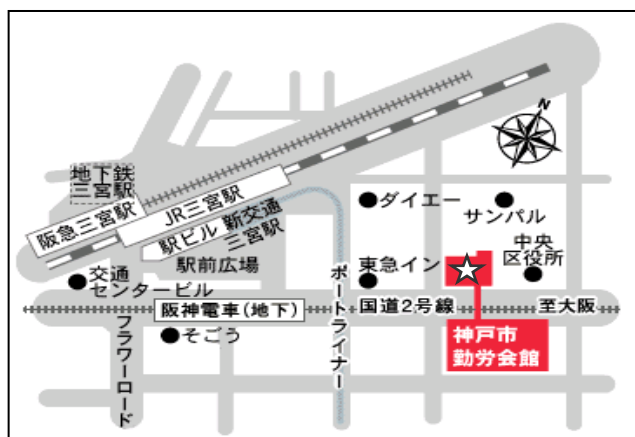 N
地下鉄
三宮駅
阪急三宮駅
JR三宮駅
駅ビル
新交通
三宮駅
駅前広場
ダイエー
サンパル
中央
区役所
東急イン
交通
センタービル
阪神電車(地下)
国道2号線
至大阪
そごう
フラワーロード
ポートライナー
神戸市
勤労会館